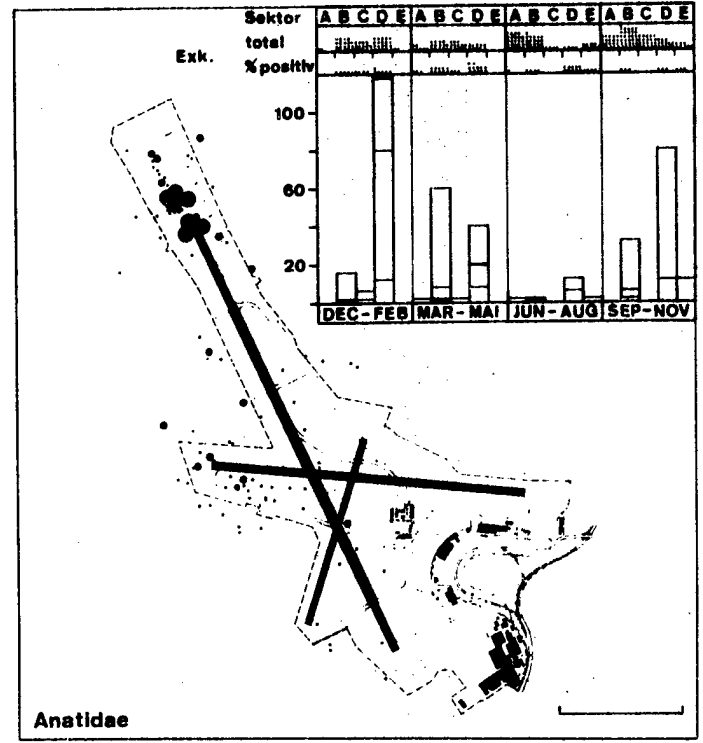 Sektor A B C D E A B C D E A B C D E A B C D E
Exk. total
% positiv
100
60
20
DEC - FEB MAR - MAI JUN - AUG SEP - NOV
Anatidae